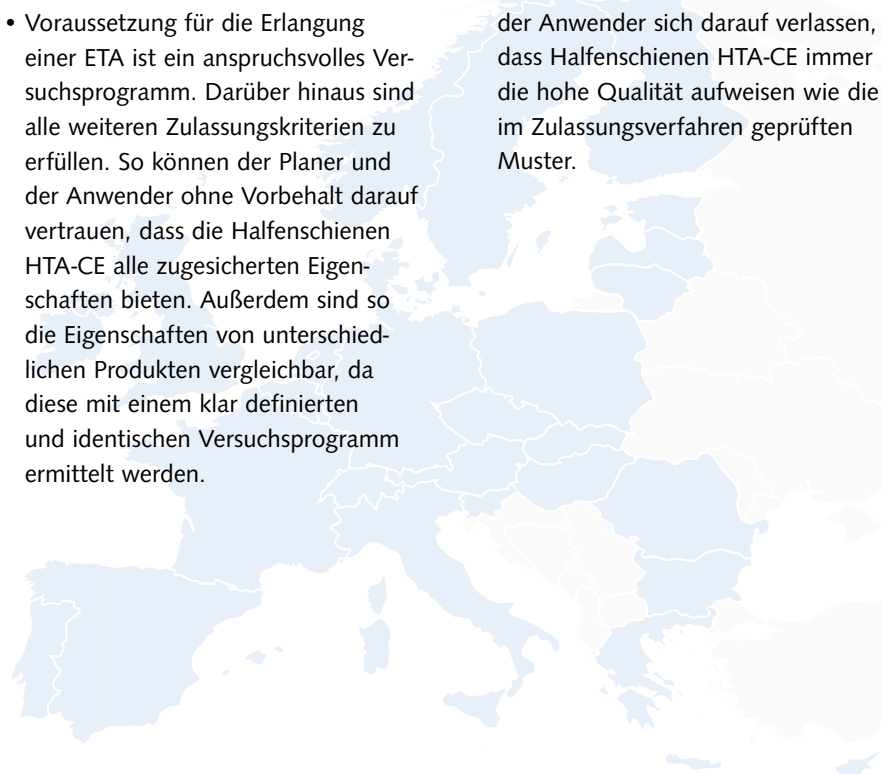 • Voraussetzung für die Erlangung
einer ETA ist ein anspruchsvolles Ver-
suchsprogramm. Darüber hinaus sind
alle weiteren Zulassungskriterien zu
erfüllen. So können der Planer und
der Anwender ohne Vorbehalt darauf
vertrauen, dass die Halfenschienen
HTA-CE alle zugesicherten Eigen-
schaften bieten. Außerdem sind so
die Eigenschaften von unterschied-
lichen Produkten vergleichbar, da
diese mit einem klar definierten
und identischen Versuchsprogramm
ermittelt werden.
der Anwender sich darauf verlassen,
dass Halfenschienen HTA-CE immer
die hohe Qualität aufweisen wie die
im Zulassungsverfahren geprüften
Muster.